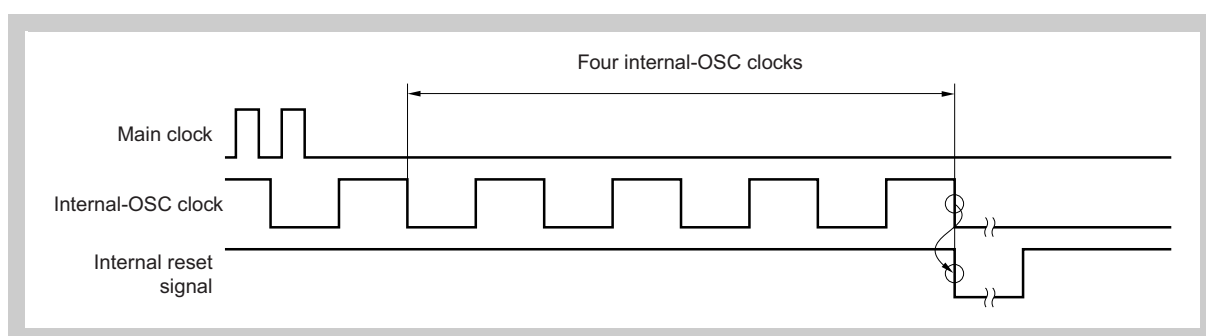 Four internal-OSC clocks
Main clock
Internal-OSC clock
Internal reset
signal